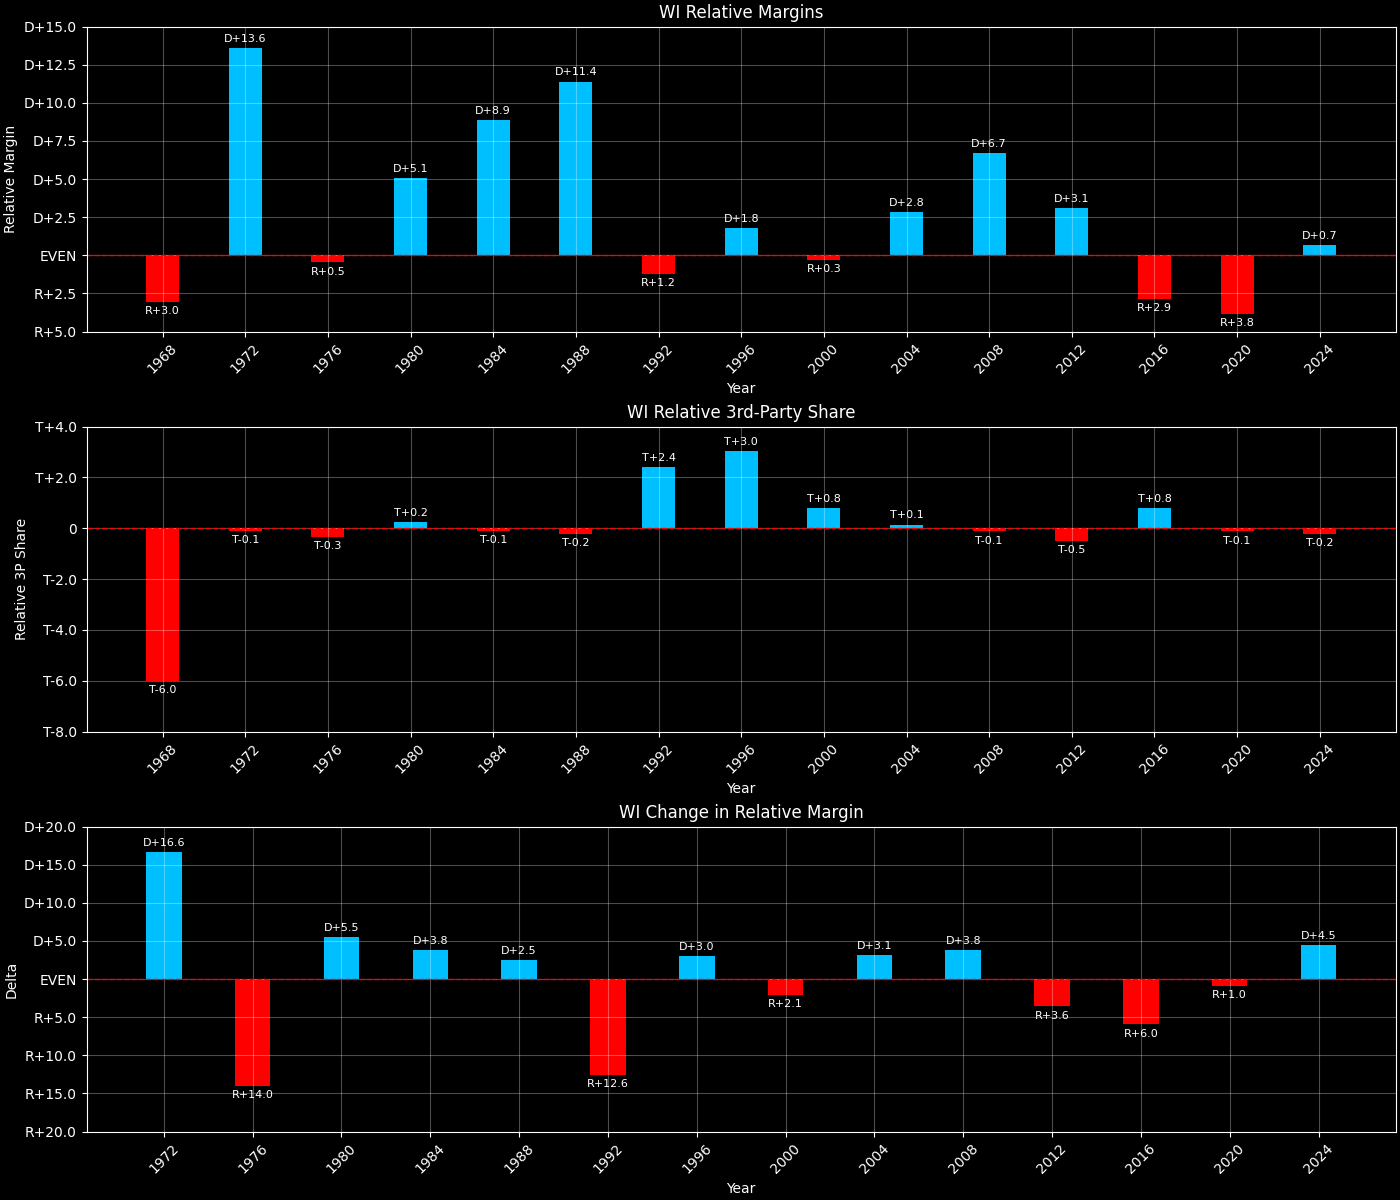 WI Relative Margins
D+15.0
D+12.5
D+10.0
D+7.5
D+5.0
D+2.5
EVEN
R+2.5
R+5.0
Relative Margin
R+3.0
D+13.6
R+0.5
D+5.1
D+8.9
D+11.4
R+1.2
D+1.8
R+0.3
D+2.8
D+6.7
D+3.1
R+2.9
R+3.8
D+0.7
1968
1972
1976
1980
1984
1988
1992
1996
2000
2004
2008
2012
2016
2020
2024
Year
WI Relative 3rd-Party Share
T+4.0
T+2.0
0
T-2.0
T-4.0
T-6.0
T-8.0
Relative 3P Share
T-6.0
T-0.1
T-0.3
T+0.2
T-0.1
T-0.2
T+2.4
T+3.0
T+0.8
T+0.1
T-0.1
T-0.5
T+0.8
T-0.1
T-0.2
1968
1972
1976
1980
1984
1988
1992
1996
2000
2004
2008
2012
2016
2020
2024
Year
WI Change in Relative Margin
D+20.0
D+15.0
D+10.0
D+5.0
EVEN
R+5.0
R+10.0
R+15.0
R+20.0
Delta
D+16.6
R+14.0
D+5.5
D+3.8
D+2.5
R+12.6
D+3.0
R+2.1
D+3.1
D+3.8
R+3.6
R+6.0
R+1.0
D+4.5
1972
1976
1980
1984
1988
1992
1996
2000
2004
2008
2012
2016
2020
2024
Year